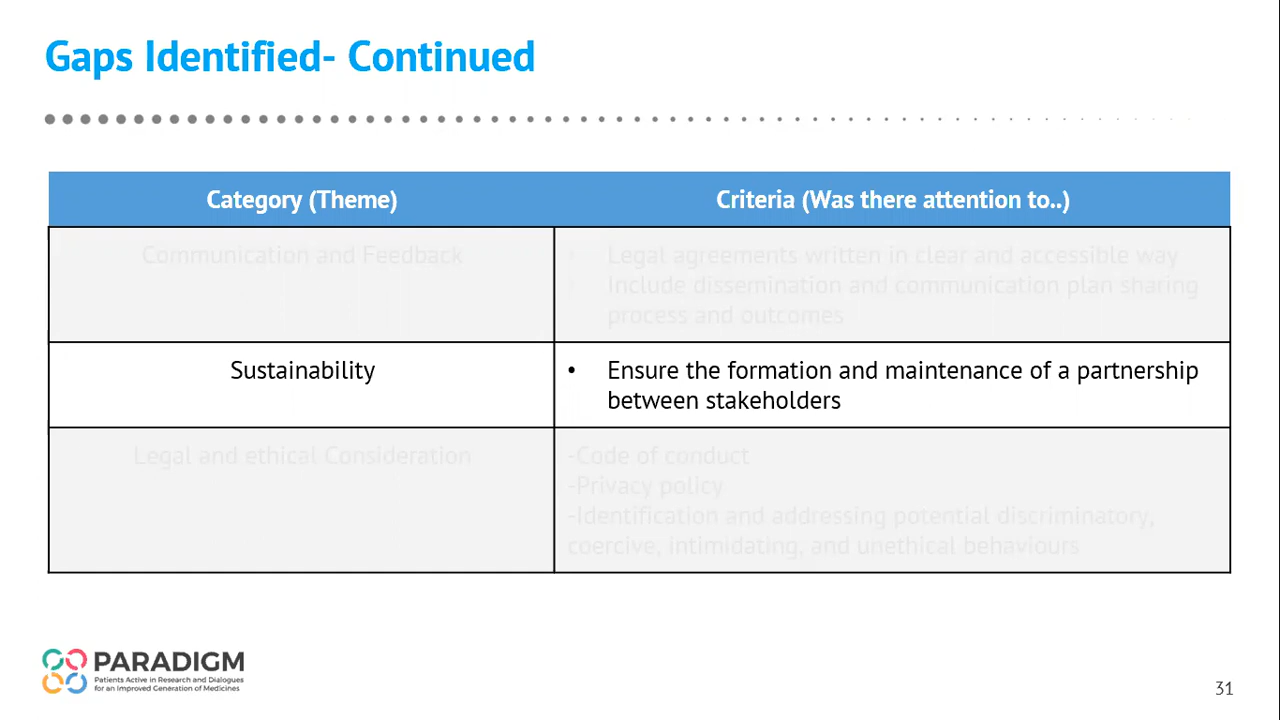 Gaps Identified- Continued
Category (Theme)
Criteria (Was there attention to..)
Communication and Feedback
• Legal agreements written in clear and accessible way
• Include dissemination and communication plan sharing
process and outcomes
Sustainability
• Ensure the formation and maintenance of a partnership
between stakeholders
Legal and ethical Consideration
-Code of conduct
-Privacy policy
-Identification and addressing potential discriminatory,
coercive, intimidating, and unethical behaviours
PARADIGM
Patients Active in Research and Dialogues
for an Improved Generation of Medicines
31